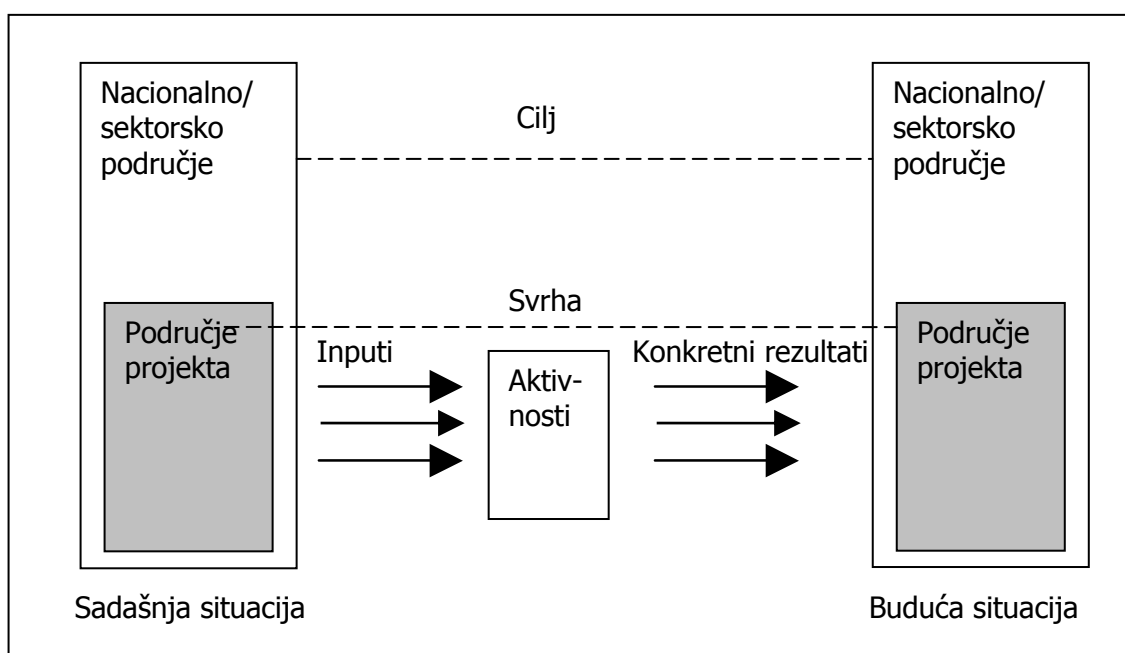 Nacionalno/
sektorsko
područje
Cilj
Nacionalno/
sektorsko
područje
Svrha
Područje
projekta
Inputi
Aktiv-
nosti
Konkretni rezultati
Područje
projekta
Sadašnja situacija
Buduća situacija